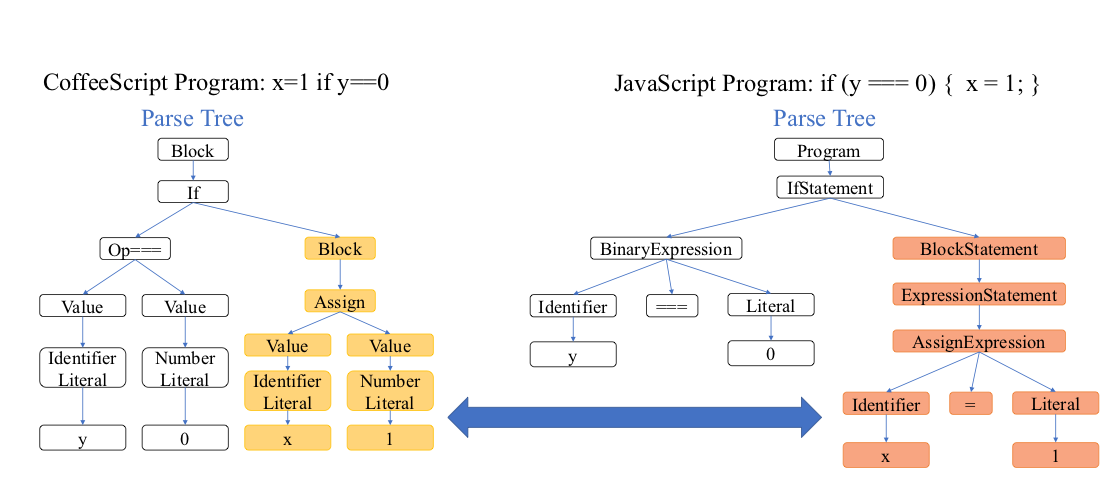 CoffeeScript Program: x=1 if y==0
Parse Tree
Block
If
Op===
Block
Value
Value
Assign
Identifier
Literal
Number
Literal
Value
Value
Identifier
Literal
Number
Literal
y
0
x
1
JavaScript Program: if (y === 0) { x = 1; }
Parse Tree
Program
IfStatement
BinaryExpression
BlockStatement
Identifier
===
Literal
ExpressionStatement
y
0
AssignExpression
Identifier
=
Literal
x
1